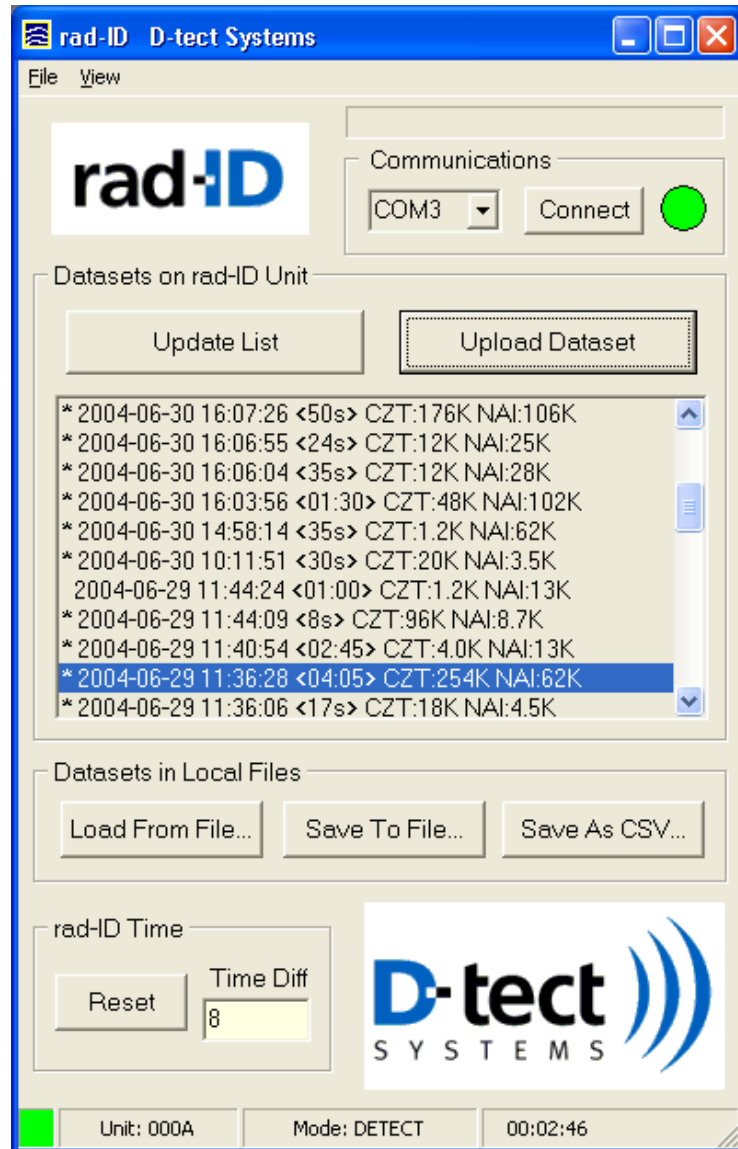 rad-ID D-tect Systems
File View
rad-ID
Communications
COM3 Connect
Datasets on rad-ID Unit
Update List Upload Dataset
* 2004-06-30 16:07:26 <50s> CZT:176K NAI:106K
* 2004-06-30 16:06:55 <24s> CZT:12K NAI:25K
* 2004-06-30 16:06:04 <35s> CZT:12K NAI:28K
* 2004-06-30 16:03:56 <01:30> CZT:48K NAI:102K
* 2004-06-30 14:58:14 <35s> CZT:1.2K NAI:62K
* 2004-06-30 10:11:51 <30s> CZT:20K NAI:3.5K
2004-06-29 11:44:24 <01:00> CZT:1.2K NAI:13K
* 2004-06-29 11:44:09 <8s> CZT:96K NAI:8.7K
* 2004-06-29 11:40:54 <02:45> CZT:4.0K NAI:13K
* 2004-06-29 11:36:28 <04:05> CZT:254K NAI:62K
* 2004-06-29 11:36:06 <17s> CZT:18K NAI:4.5K
Datasets in Local Files
Load From File... Save To File... Save As CSV...
rad-ID Time
Reset Time Diff
8
D-tect
SYSTEMS
Unit: 000A Mode: DETECT 00:02:46